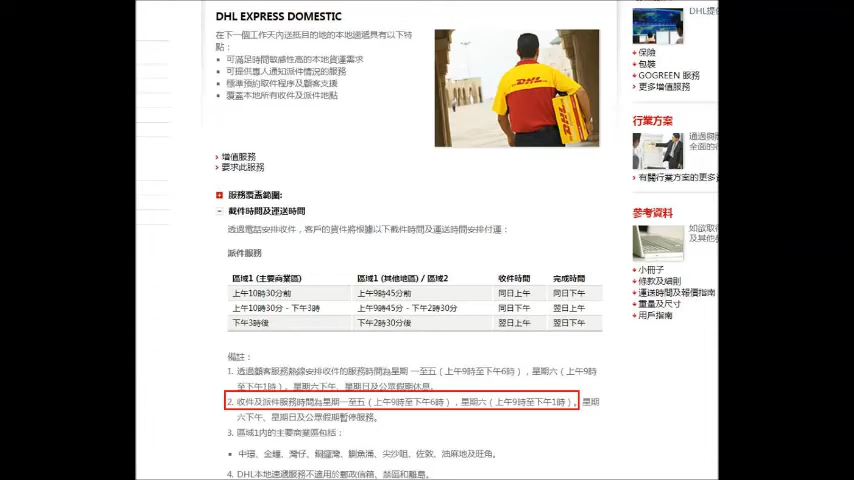 DHL EXPRESS DOMESTIC
在下一個工作天內送抵目的地的本地速遞具有以下特
點：
可滿足時間敏感性高的本地貨運需求
可提供專人通知派件情況的服務
標準預約取件程序及顧客支援
覆蓋本地所有收件及派件地點
增值服務
要求此服務
服務覆蓋範圍:
截件時間及運送時間
透過電話安排收件，客戶的貨件將根據以下截件時間及運送時間安排付運：
派件服務
區域1 (主要商業區) 區域1 (其他地區) / 區域2 收件時間 完成時間
上午10時30分前 上午9時45分前 同日上午 同日下午
上午10時30分 - 下午3時 上午9時45分 - 下午2時30分 同日下午 翌日上午
下午3時後 下午2時30分後 翌日上午 翌日下午
備註：
1. 透過顧客服務熱線安排收件的服務時間為星期 一至五（上午9時至下午6時），星期六（上午9時
至下午1時）。星期六下午、星期日及公眾假期休息。
2. 收件及派件服務時間為星期一至五（上午9時至下午6時），星期六（上午9時至下午1時）。星期
六下午、星期日及公眾假期暫停服務。
3. 區域1內的主要商業區包括：
中環、金鐘、灣仔、銅鑼灣、鰂魚涌、尖沙咀、佐敦、油麻地及旺角。
4. DHL本地速遞服務不適用於郵政信箱、禁區和離島。
DHL
DHL
DHL提供
保險
包裝
GOGREEN 服務
更多增值服務
行業方案
透過與
全面的
有關行業方案的更多資
參考資料
如欲取得
及其他
小冊子
條款及細則
運送時間及報價指南
重量及尺寸
用戶指南